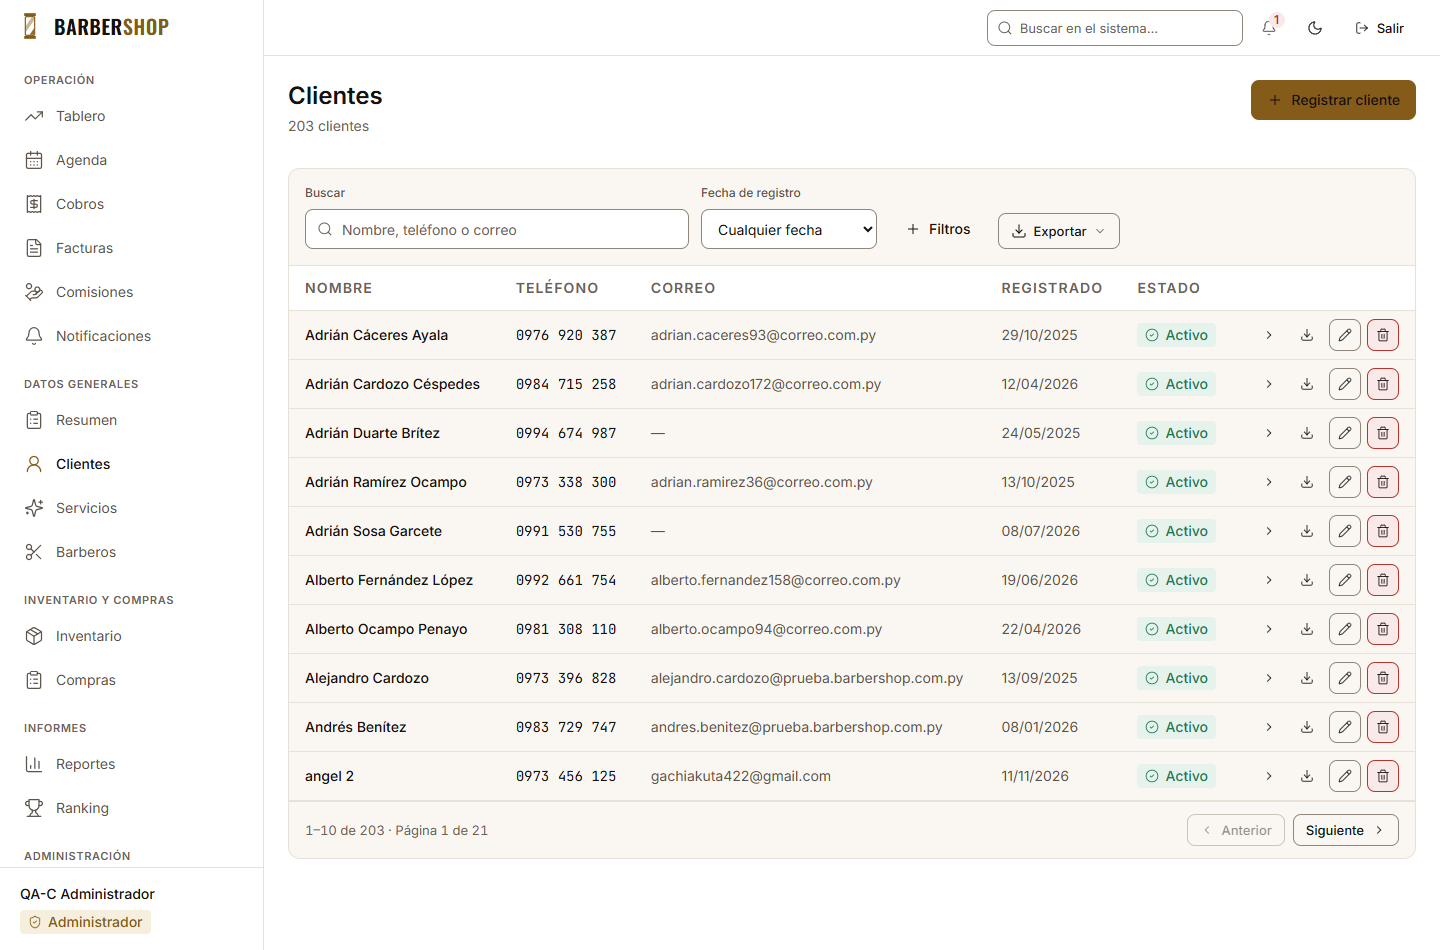 BARBERSHOP
Buscar en el sistema...
1
Salir
OPERACIÓN
Tablero
Agenda
Cobros
Facturas
Comisiones
Notificaciones
DATOS GENERALES
Resumen
Clientes
Servicios
Barberos
INVENTARIO Y COMPRAS
Inventario
Compras
INFORMES
Reportes
Ranking
ADMINISTRACIÓN
QA-C Administrador
Administrador
Clientes
203 clientes
Registrar cliente
Buscar
Fecha de registro
Nombre, teléfono o correo
Cualquier fecha
Filtros
Exportar
NOMBRE TELÉFONO CORREO REGISTRADO ESTADO
Adrián Cáceres Ayala 0976 920 387 adrian.caceres93@correo.com.py 29/10/2025 Activo
Adrián Cardozo Céspedes 0984 715 258 adrian.cardozo172@correo.com.py 12/04/2026 Activo
Adrián Duarte Brítez 0994 674 987 — 24/05/2025 Activo
Adrián Ramírez Ocampo 0973 338 300 adrian.ramirez36@correo.com.py 13/10/2025 Activo
Adrián Sosa Garcete 0991 530 755 — 08/07/2026 Activo
Alberto Fernández López 0992 661 754 alberto.fernandez158@correo.com.py 19/06/2026 Activo
Alberto Ocampo Penayo 0981 308 110 alberto.ocampo94@correo.com.py 22/04/2026 Activo
Alejandro Cardozo 0973 396 828 alejandro.cardozo@prueba.barbershop.com.py 13/09/2025 Activo
Andrés Benítez 0983 729 747 andres.benitez@prueba.barbershop.com.py 08/01/2026 Activo
angel 2 0973 456 125 gachiakuta422@gmail.com 11/11/2026 Activo
1–10 de 203 · Página 1 de 21
Anterior
Siguiente